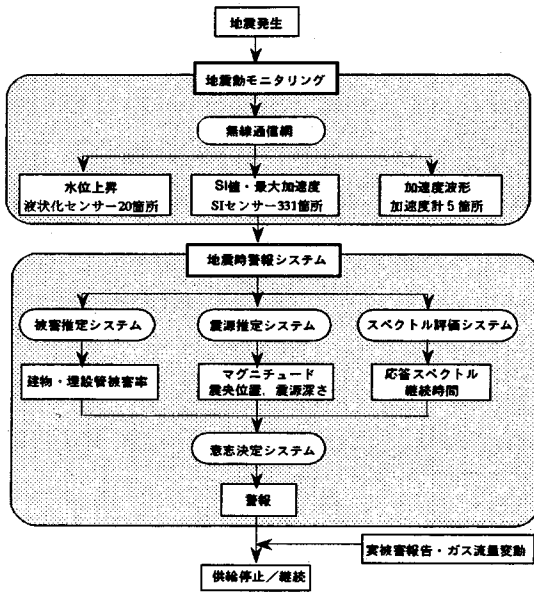 地震発生
地震動モニタリング
無線通信網
水位上昇
液状化センサー20箇所
SI値・最大加速度
SIセンサー331箇所
加速度波形
加速度計5箇所
地震時警報システム
被害推定システム
震源推定システム
スペクトル評価システム
建物・埋設管被害率
マグニチュード
震央位置、震源深さ
応答スペクトル
継続時間
意志決定システム
警報
実被害報告・ガス流量変動
供給停止／継続